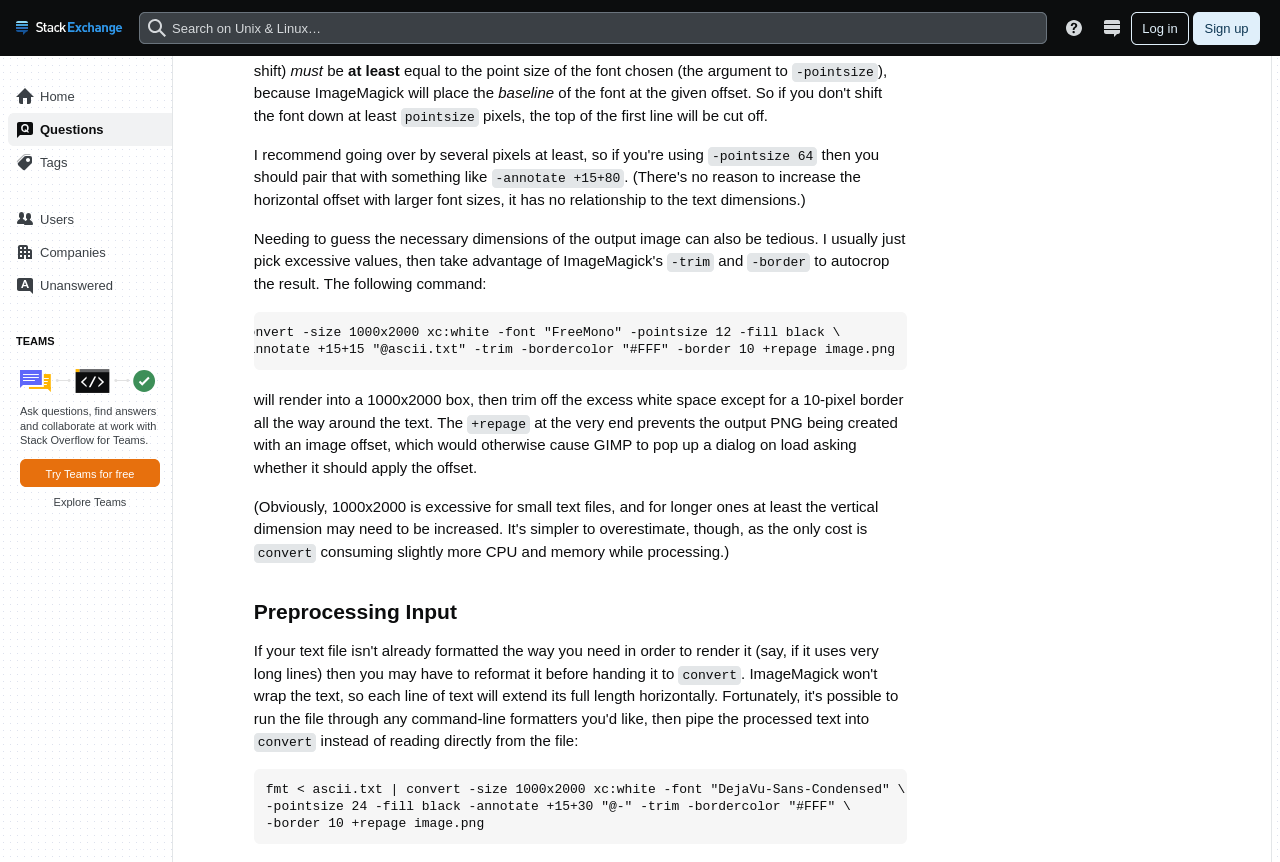 StackExchange
Search on Unix & Linux…
Log in
Sign up
Home
Questions
Tags
Users
Companies
Unanswered
TEAMS
Ask questions, find answers
and collaborate at work with
Stack Overflow for Teams.
Try Teams for free
Explore Teams
shift) must be at least equal to the point size of the font chosen (the argument to -pointsize),
because ImageMagick will place the baseline of the font at the given offset. So if you don't shift
the font down at least pointsize pixels, the top of the first line will be cut off.
I recommend going over by several pixels at least, so if you're using -pointsize 64 then you
should pair that with something like -annotate +15+80. (There's no reason to increase the
horizontal offset with larger font sizes, it has no relationship to the text dimensions.)
Needing to guess the necessary dimensions of the output image can also be tedious. I usually just
pick excessive values, then take advantage of ImageMagick's -trim and -border to autocrop
the result. The following command:
nvert -size 1000x2000 xc:white -font "FreeMono" -pointsize 12 -fill black \
nnotate +15+15 "@ascii.txt" -trim -bordercolor "#FFF" -border 10 +repage image.png
will render into a 1000x2000 box, then trim off the excess white space except for a 10-pixel border
all the way around the text. The +repage at the very end prevents the output PNG being created
with an image offset, which would otherwise cause GIMP to pop up a dialog on load asking
whether it should apply the offset.
(Obviously, 1000x2000 is excessive for small text files, and for longer ones at least the vertical
dimension may need to be increased. It's simpler to overestimate, though, as the only cost is
convert consuming slightly more CPU and memory while processing.)
Preprocessing Input
If your text file isn't already formatted the way you need in order to render it (say, if it uses very
long lines) then you may have to reformat it before handing it to convert. ImageMagick won't
wrap the text, so each line of text will extend its full length horizontally. Fortunately, it's possible to
run the file through any command-line formatters you'd like, then pipe the processed text into
convert instead of reading directly from the file:
fmt < ascii.txt | convert -size 1000x2000 xc:white -font "DejaVu-Sans-Condensed" \
-pointsize 24 -fill black -annotate +15+30 "@-" -trim -bordercolor "#FFF" \
-border 10 +repage image.png